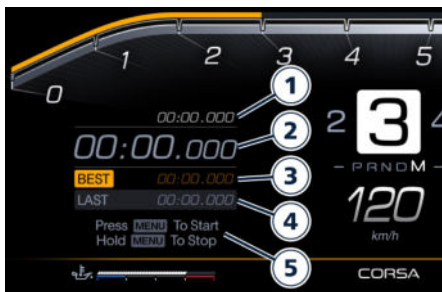 0 1 2 3 4 5
00:00.000 1
00:00.000 2
BEST 00:00.000 3
LAST 00:00.000 4
Press MENU To Start
Hold MENU To Stop 5
2 3 4
PRNDM
120
km/h
CORSA